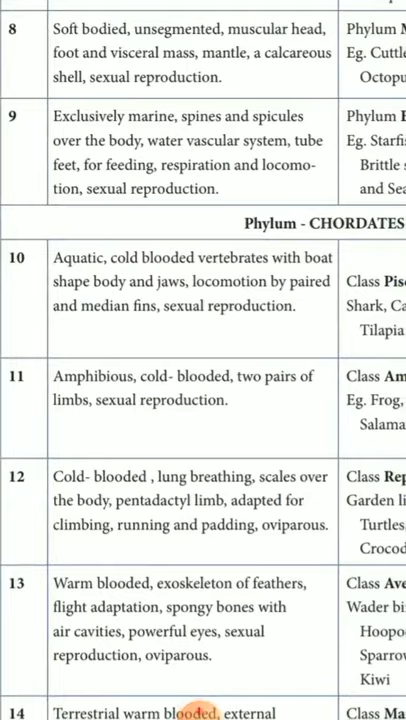 8 Soft bodied, unsegmented, muscular head, Phylum
foot and visceral mass, mantle, a calcareous Eg. Cuttl
shell, sexual reproduction. Octopu
9 Exclusively marine, spines and spicules Phylum
over the body, water vascular system, tube Eg. Starfi
feet, for feeding, respiration and locomo- Brittle
tion, sexual reproduction. and Sea
Phylum - CHORDATES
10 Aquatic, cold blooded vertebrates with boat
shape body and jaws, locomotion by paired Class Pis
and median fins, sexual reproduction. Shark, Ca
Tilapia
11 Amphibious, cold- blooded, two pairs of Class Am
limbs, sexual reproduction. Eg. Frog,
Salama
12 Cold- blooded , lung breathing, scales over Class Rep
the body, pentadactyl limb, adapted for Garden li
climbing, running and padding, oviparous. Turtles
Crocod
13 Warm blooded, exoskeleton of feathers, Class Ave
flight adaptation, spongy bones with Wader bi
air cavities, powerful eyes, sexual Hoopo
reproduction, oviparous. Sparrow
Kiwi
14 Terrestrial warm blooded, external Class Ma